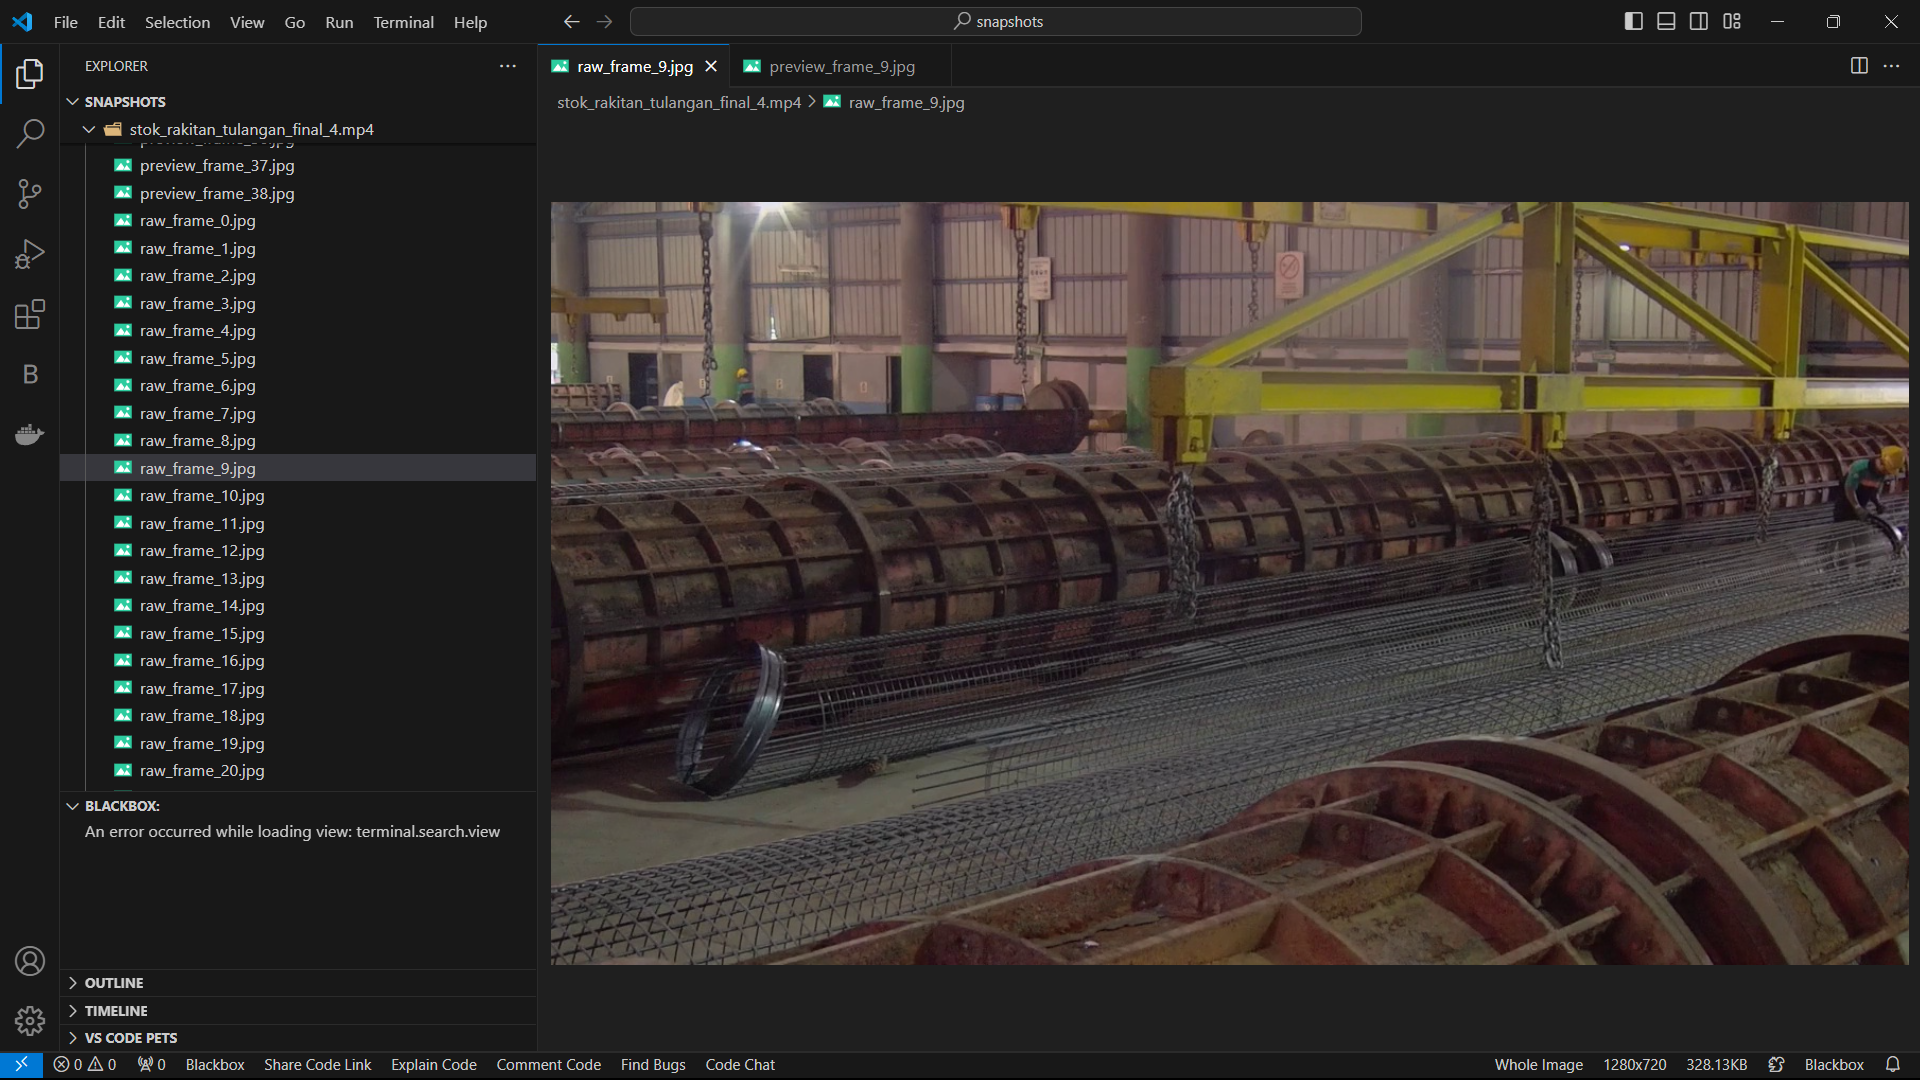 File Edit Selection View Go Run Terminal Help
snapshots
EXPLORER
SNAPSHOTS
stok_rakitan_tulangan_final_4.mp4
preview_frame_37.jpg
preview_frame_38.jpg
raw_frame_0.jpg
raw_frame_1.jpg
raw_frame_2.jpg
raw_frame_3.jpg
raw_frame_4.jpg
raw_frame_5.jpg
raw_frame_6.jpg
raw_frame_7.jpg
raw_frame_8.jpg
raw_frame_9.jpg
raw_frame_10.jpg
raw_frame_11.jpg
raw_frame_12.jpg
raw_frame_13.jpg
raw_frame_14.jpg
raw_frame_15.jpg
raw_frame_16.jpg
raw_frame_17.jpg
raw_frame_18.jpg
raw_frame_19.jpg
raw_frame_20.jpg
BLACKBOX:
An error occurred while loading view: terminal.search.view
OUTLINE
TIMELINE
VS CODE PETS
raw_frame_9.jpg preview_frame_9.jpg
stok_rakitan_tulangan_final_4.mp4 > raw_frame_9.jpg
B
0 0 0 Blackbox Share Code Link Explain Code Comment Code Find Bugs Code Chat Whole Image 1280x720 328.13KB Blackbox